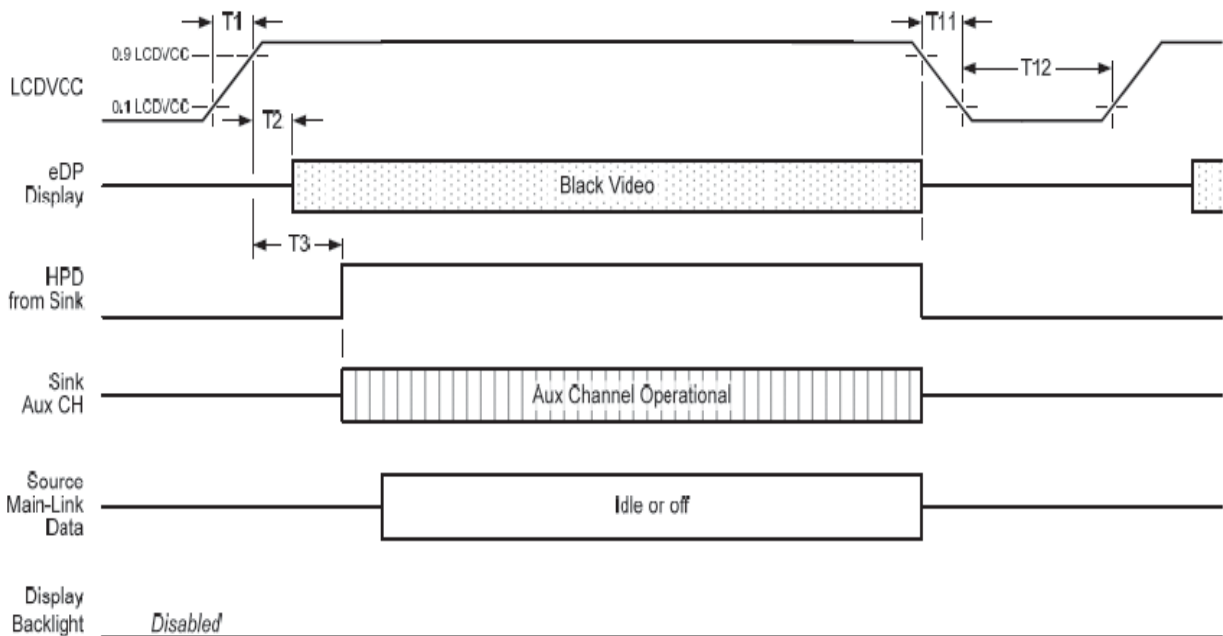 T1
T11
0.9 LCDVCC
LCDVCC
T12
0.1 LCDVCC
T2
eDP
Display
Black Video
T3
HPD
from Sink
Sink
Aux CH
Aux Channel Operational
Source
Main-Link
Data
Idle or off
Display
Backlight
Disabled